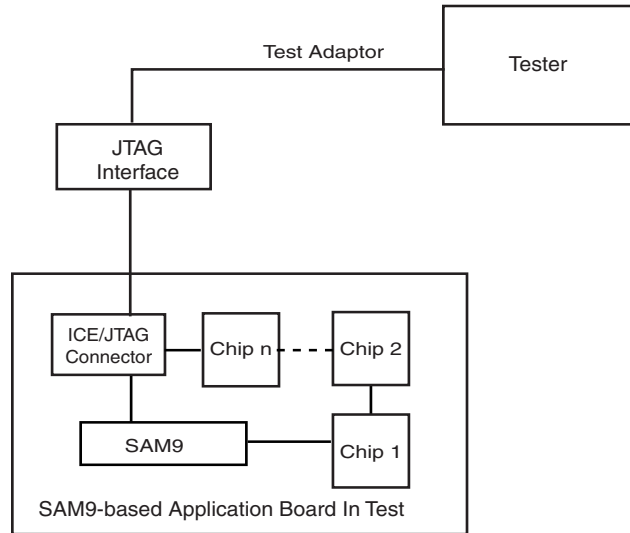 Test Adaptor
Tester
JTAG
Interface
ICE/JTAG
Connector
Chip n
Chip 2
SAM9
Chip 1
SAM9-based Application Board In Test